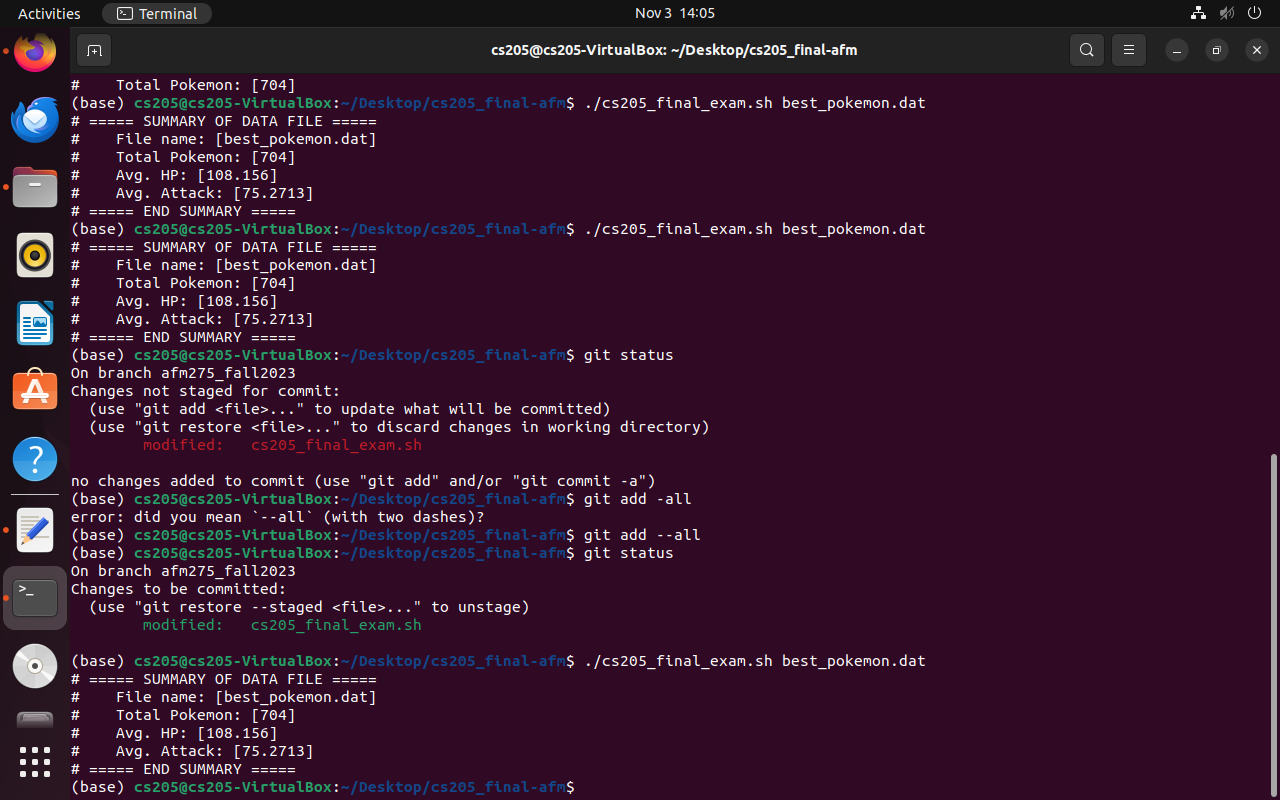 Activities Terminal Nov 3 14:05
cs205@cs205-VirtualBox: ~/Desktop/cs205_final-afm
#    Total Pokemon: [704]
(base) cs205@cs205-VirtualBox:~/Desktop/cs205_final-afm$ ./cs205_final_exam.sh best_pokemon.dat
# ===== SUMMARY OF DATA FILE =====
#    File name: [best_pokemon.dat]
#    Total Pokemon: [704]
#    Avg. HP: [108.156]
#    Avg. Attack: [75.2713]
# ===== END SUMMARY =====
(base) cs205@cs205-VirtualBox:~/Desktop/cs205_final-afm$ ./cs205_final_exam.sh best_pokemon.dat
# ===== SUMMARY OF DATA FILE =====
#    File name: [best_pokemon.dat]
#    Total Pokemon: [704]
#    Avg. HP: [108.156]
#    Avg. Attack: [75.2713]
# ===== END SUMMARY =====
(base) cs205@cs205-VirtualBox:~/Desktop/cs205_final-afm$ git status
On branch afm275_fall2023
Changes not staged for commit:
  (use "git add <file>..." to update what will be committed)
  (use "git restore <file>..." to discard changes in working directory)
        modified:   cs205_final_exam.sh

no changes added to commit (use "git add" and/or "git commit -a")
(base) cs205@cs205-VirtualBox:~/Desktop/cs205_final-afm$ git add -all
error: did you mean `--all` (with two dashes)?
(base) cs205@cs205-VirtualBox:~/Desktop/cs205_final-afm$ git add --all
(base) cs205@cs205-VirtualBox:~/Desktop/cs205_final-afm$ git status
On branch afm275_fall2023
Changes to be committed:
  (use "git restore --staged <file>..." to unstage)
        modified:   cs205_final_exam.sh

(base) cs205@cs205-VirtualBox:~/Desktop/cs205_final-afm$ ./cs205_final_exam.sh best_pokemon.dat
# ===== SUMMARY OF DATA FILE =====
#    File name: [best_pokemon.dat]
#    Total Pokemon: [704]
#    Avg. HP: [108.156]
#    Avg. Attack: [75.2713]
# ===== END SUMMARY =====
(base) cs205@cs205-VirtualBox:~/Desktop/cs205_final-afm$